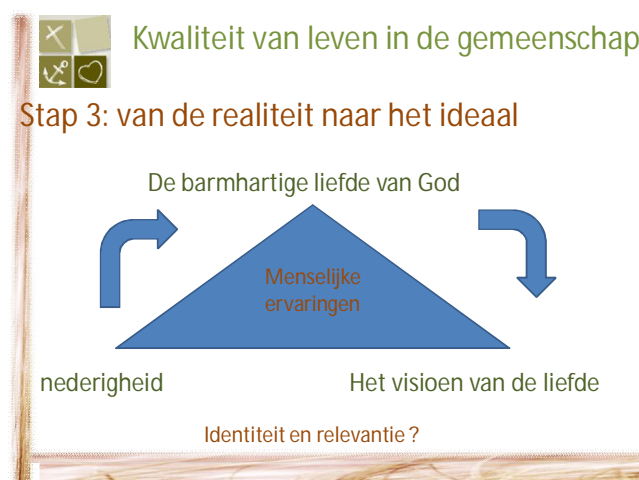 Kwaliteit van leven in de gemeenschap
Stap 3: van de realiteit naar het ideaal
De barmhartige liefde van God
Menselijke
ervaringen
nederigheid
Het visioen van de liefde
Identiteit en relevantie ?